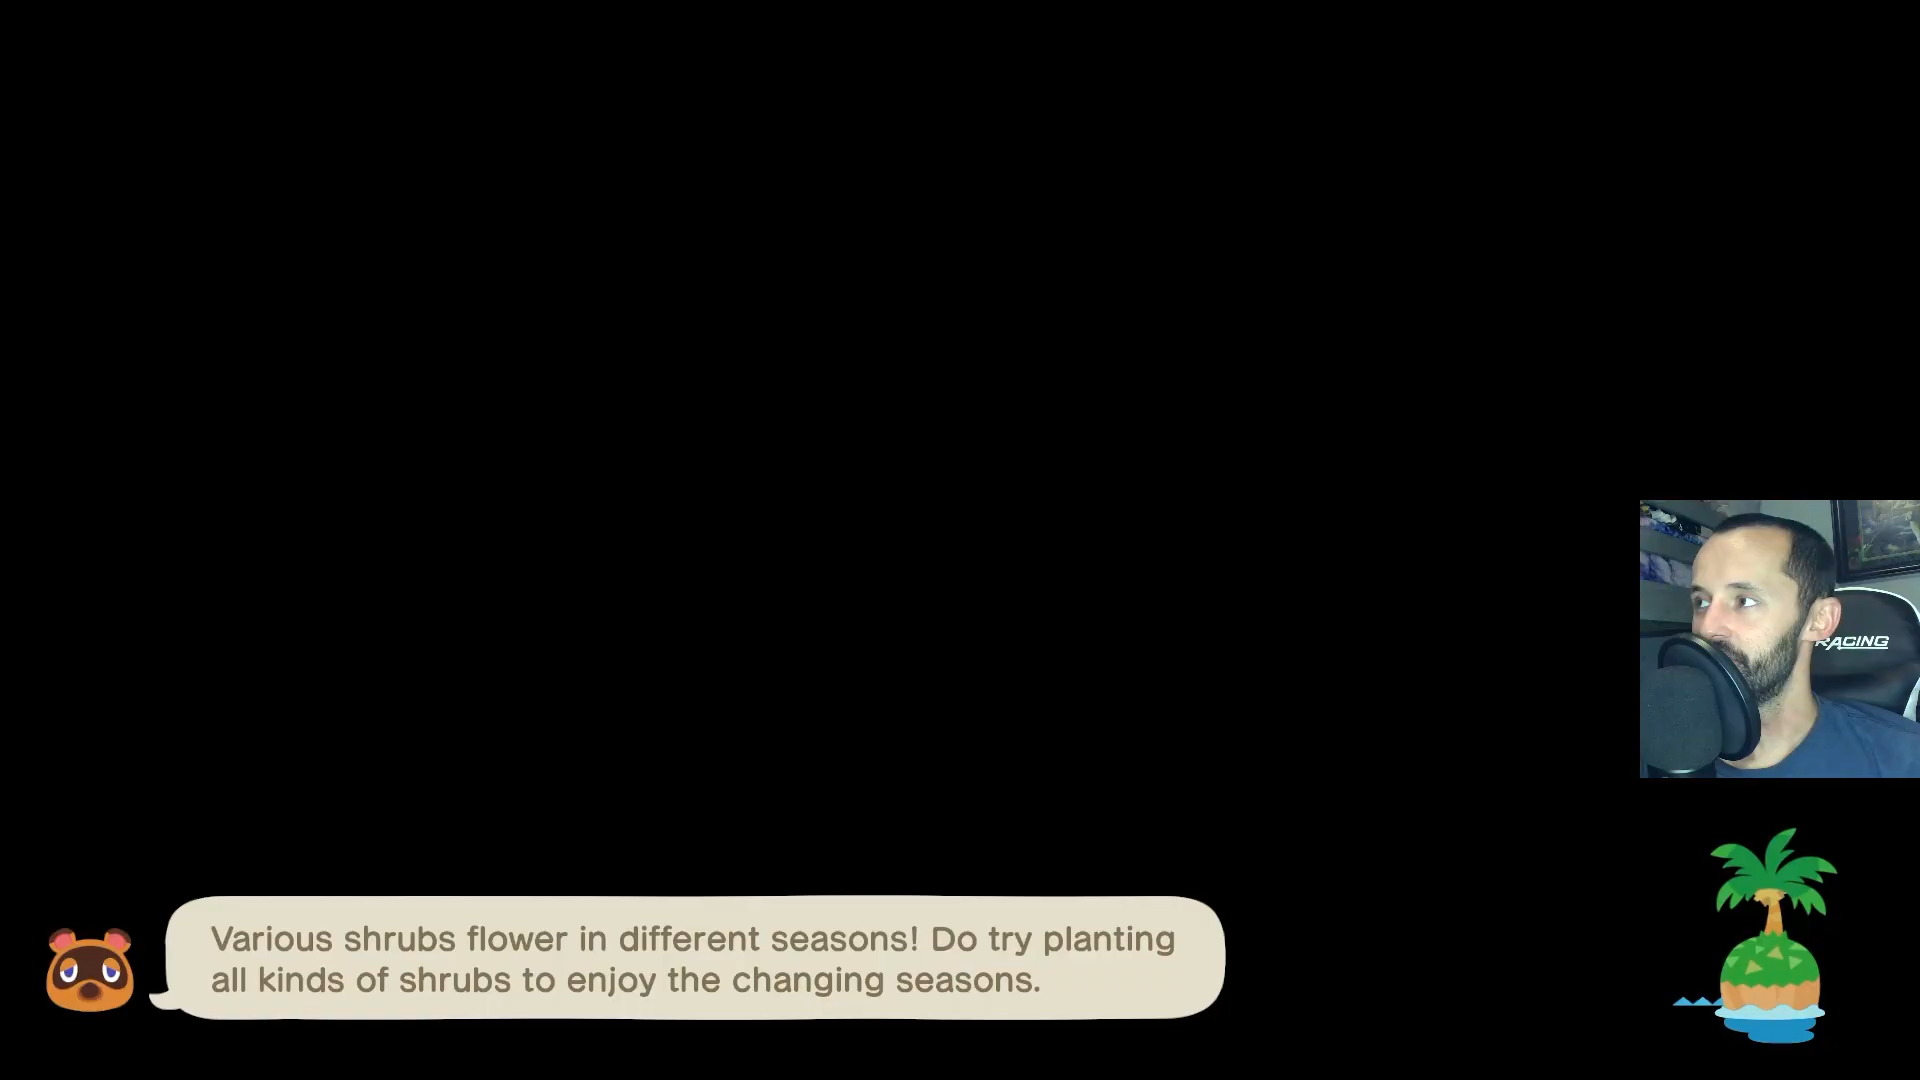 Various shrubs flower in different seasons! Do try planting
all kinds of shrubs to enjoy the changing seasons.
RACING